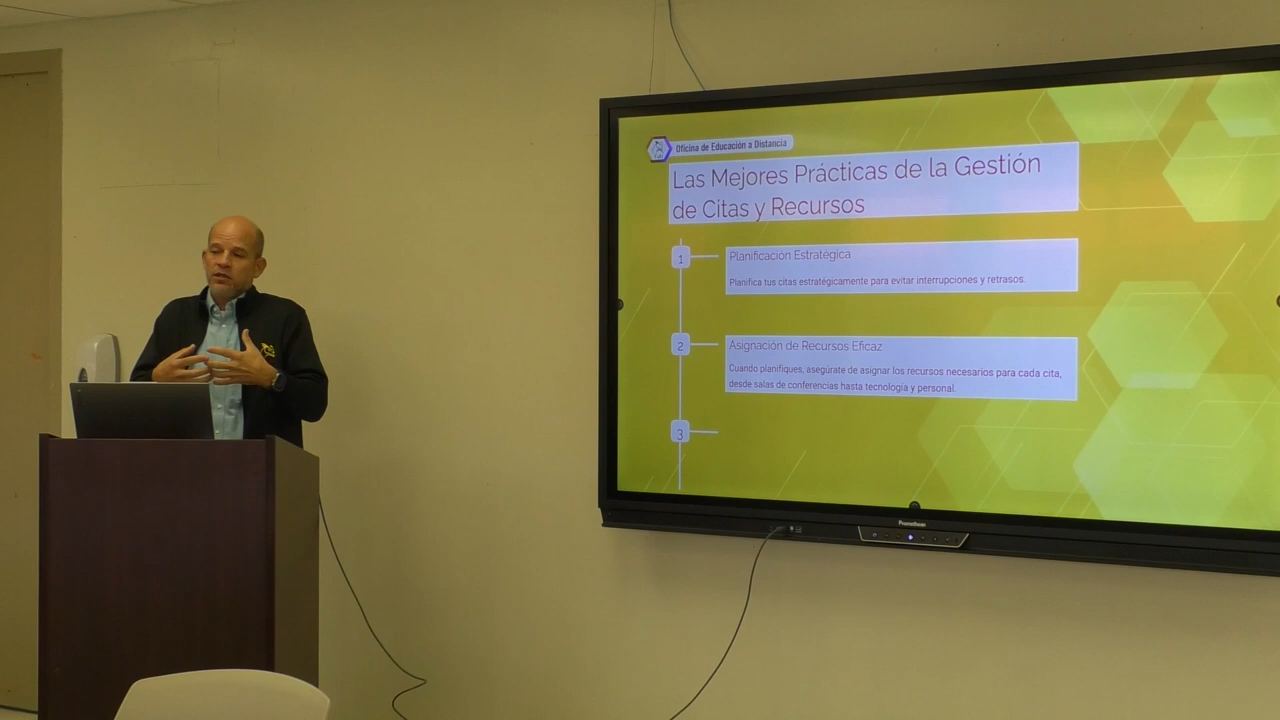 Oficina de Educación a Distancia
Las Mejores Prácticas de la Gestión
de Citas y Recursos
1
Planificación Estratégica
Planifica tus citas estratégicamente para evitar interrupciones y retrasos.
2
Asignación de Recursos Eficaz
Cuando planifiques, asegúrate de asignar los recursos necesarios para cada cita,
desde salas de conferencias hasta tecnología y personal.
3
Promethean